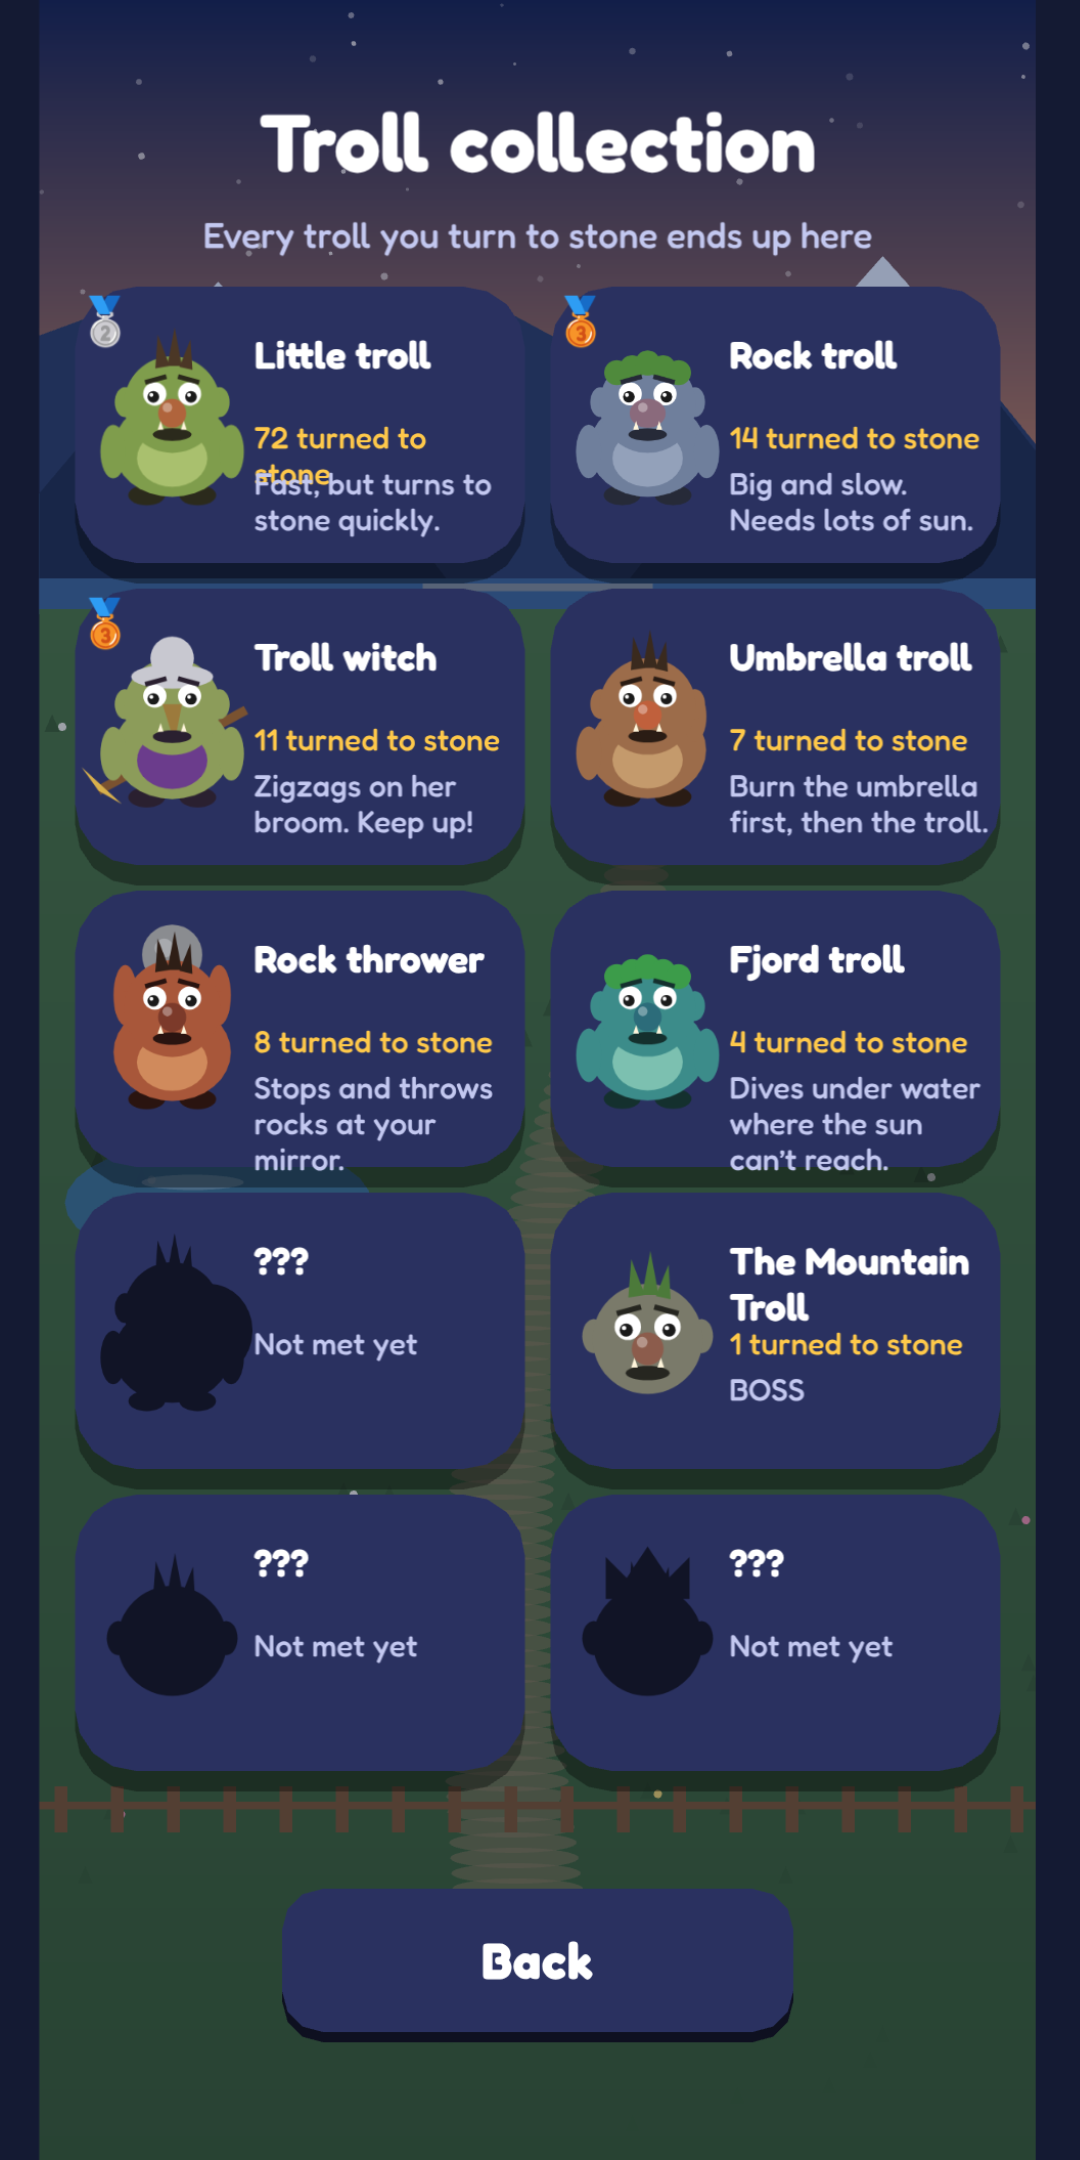 Troll collection
Every troll you turn to stone ends up here
2
Little troll
72 turned to
stone
Fast, but turns to
stone quickly.
3
Rock troll
14 turned to stone
Big and slow.
Needs lots of sun.
3
Troll witch
11 turned to stone
Zigzags on her
broom. Keep up!
Umbrella troll
7 turned to stone
Burn the umbrella
first, then the troll.
Rock thrower
8 turned to stone
Stops and throws
rocks at your
mirror.
Fjord troll
4 turned to stone
Dives under water
where the sun
can't reach.
???
Not met yet
The Mountain
Troll
1 turned to stone
BOSS
???
Not met yet
???
Not met yet
Back